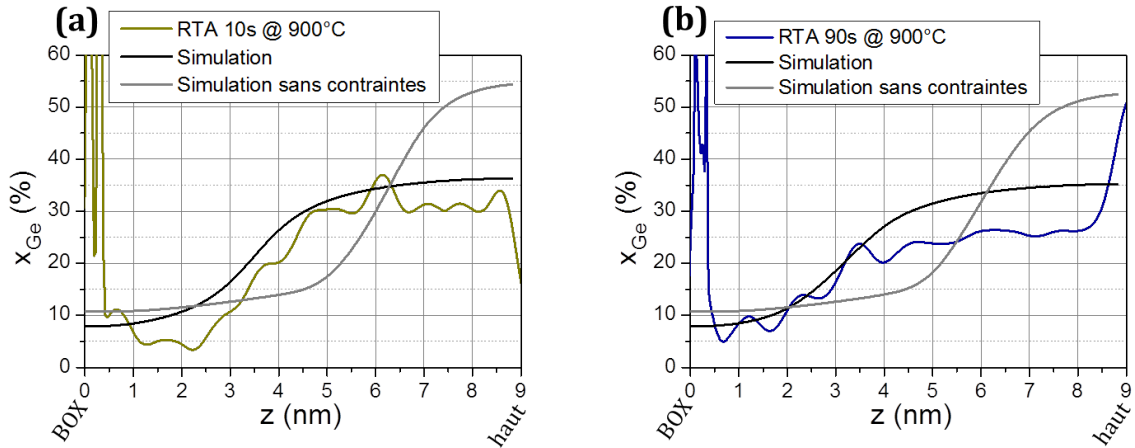 (a)
RTA 10s @ 900°C
Simulation
Simulation sans contraintes
60
50
40
30
20
10
0
x_Ge (%)
0 1 2 3 4 5 6 7 8 9
BOX
z (nm)
haut
(b)
RTA 90s @ 900°C
Simulation
Simulation sans contraintes
60
50
40
30
20
10
0
x_Ge (%)
0 1 2 3 4 5 6 7 8 9
BOX
z (nm)
haut